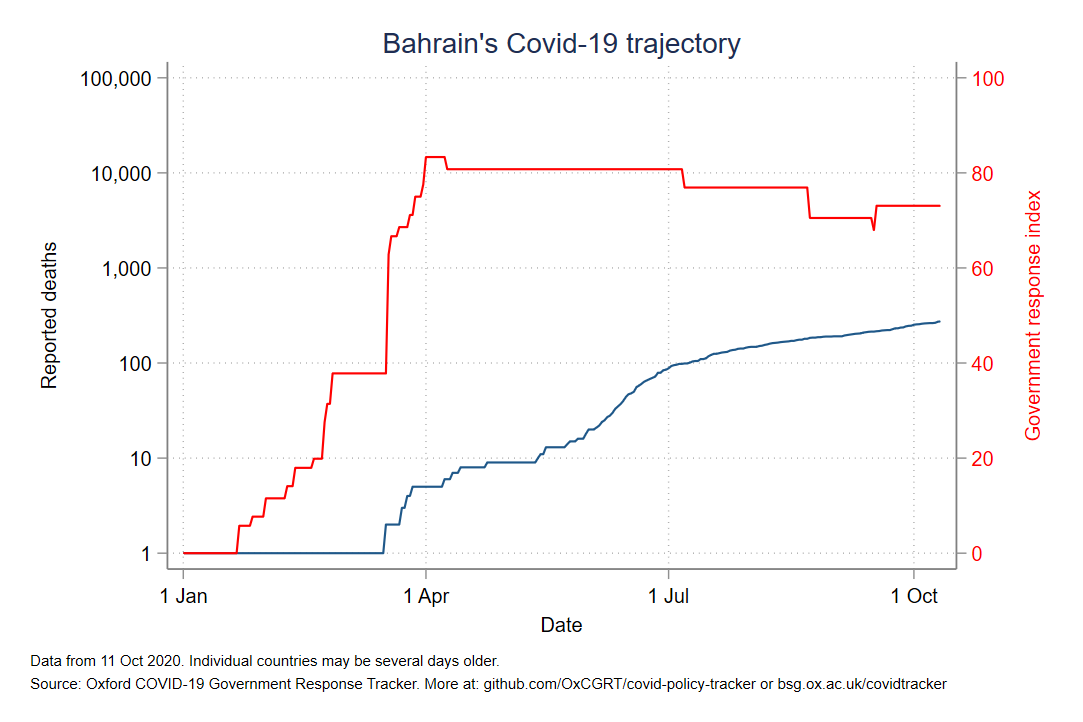 Bahrain's Covid-19 trajectory
100,000
10,000
1,000
100
10
1
Reported deaths
100
80
60
40
20
0
Government response index
1 Jan
1 Apr
1 Jul
1 Oct
Date
Data from 11 Oct 2020. Individual countries may be several days older.
Source: Oxford COVID-19 Government Response Tracker. More at: github.com/OxCGRT/covid-policy-tracker or bsg.ox.ac.uk/covidtracker